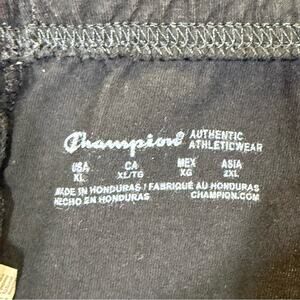 Champion AUTHENTIC
ATHLETICWEAR
USA CA MEX ASIA
XL XL/TG XG 2XL
MADE IN HONDURAS / FABRIQUÉ AU HONDURAS
HECHO EN HONDURAS CHAMPION.COM